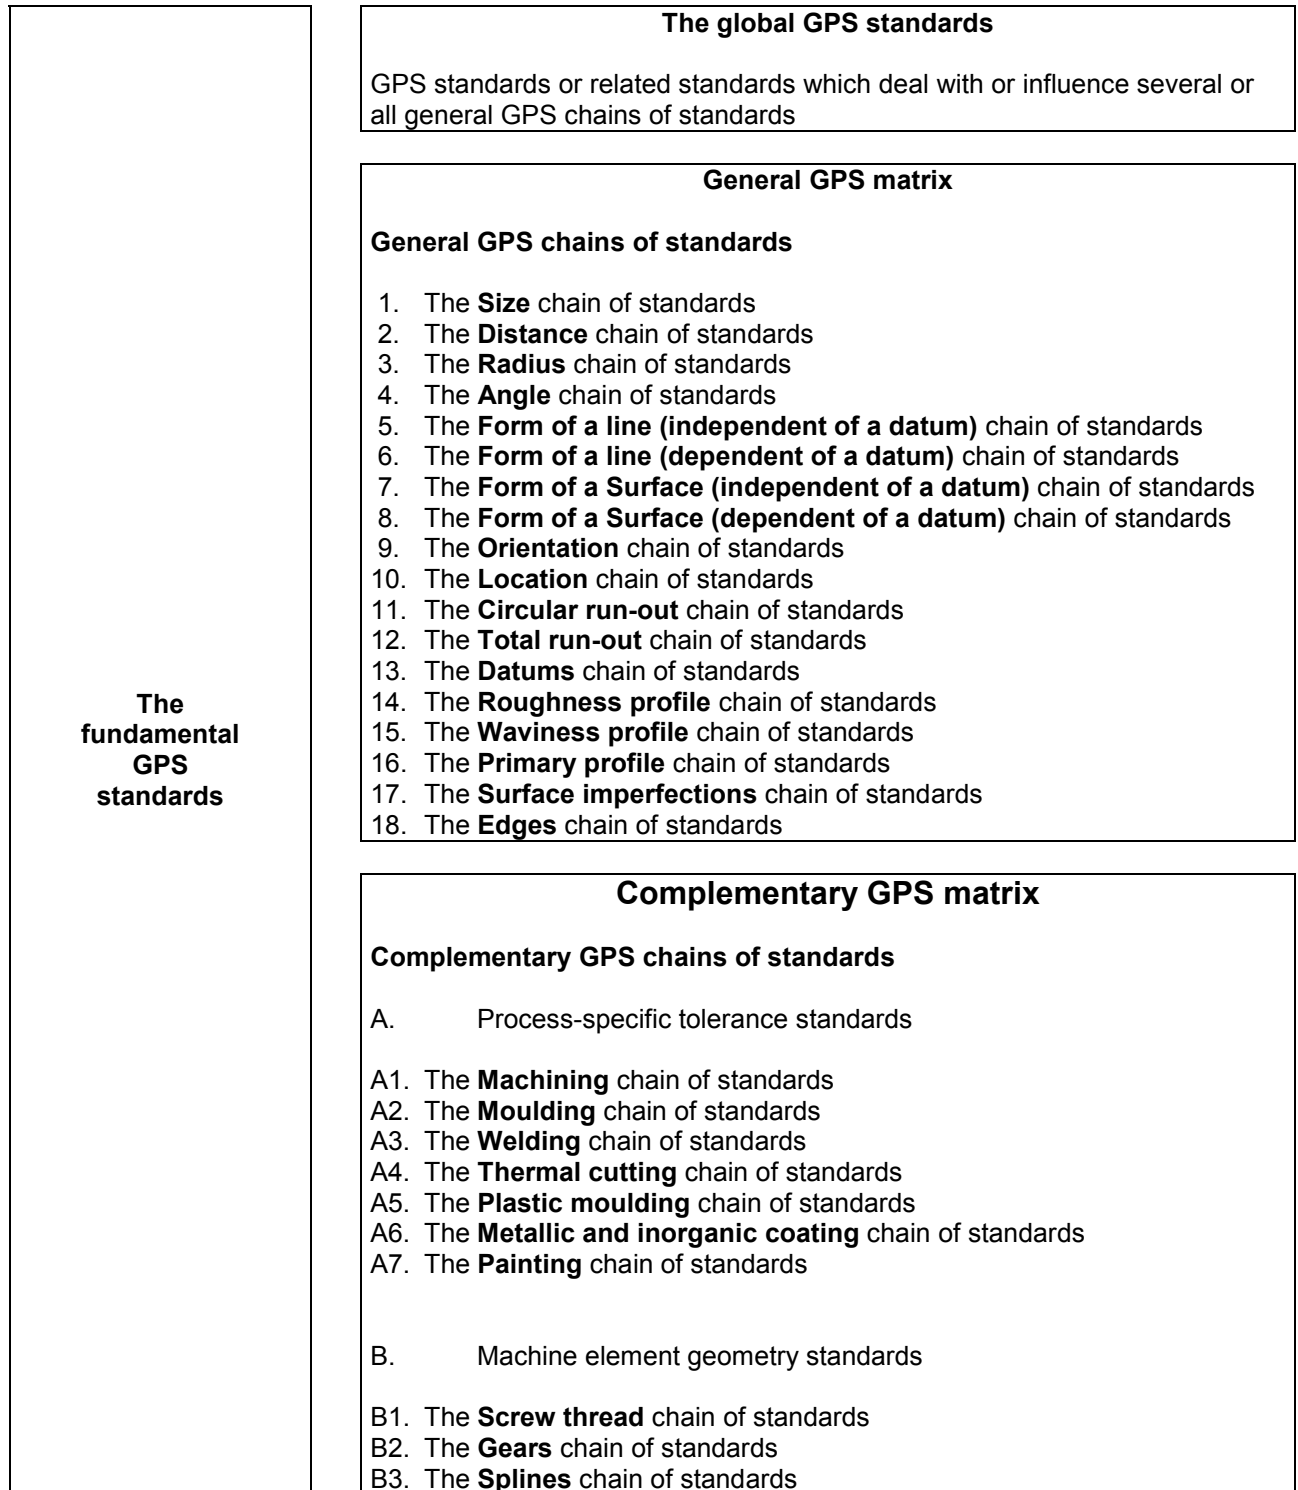 The global GPS standards
GPS standards or related standards which deal with or influence several or
all general GPS chains of standards
General GPS matrix
General GPS chains of standards
1. The Size chain of standards
2. The Distance chain of standards
3. The Radius chain of standards
4. The Angle chain of standards
5. The Form of a line (independent of a datum) chain of standards
6. The Form of a line (dependent of a datum) chain of standards
7. The Form of a Surface (independent of a datum) chain of standards
8. The Form of a Surface (dependent of a datum) chain of standards
9. The Orientation chain of standards
10. The Location chain of standards
11. The Circular run-out chain of standards
12. The Total run-out chain of standards
13. The Datums chain of standards
14. The Roughness profile chain of standards
15. The Waviness profile chain of standards
16. The Primary profile chain of standards
17. The Surface imperfections chain of standards
18. The Edges chain of standards
The
fundamental
GPS
standards
Complementary GPS matrix
Complementary GPS chains of standards
A. Process-specific tolerance standards
A1. The Machining chain of standards
A2. The Moulding chain of standards
A3. The Welding chain of standards
A4. The Thermal cutting chain of standards
A5. The Plastic moulding chain of standards
A6. The Metallic and inorganic coating chain of standards
A7. The Painting chain of standards
B. Machine element geometry standards
B1. The Screw thread chain of standards
B2. The Gears chain of standards
B3. The Splines chain of standards